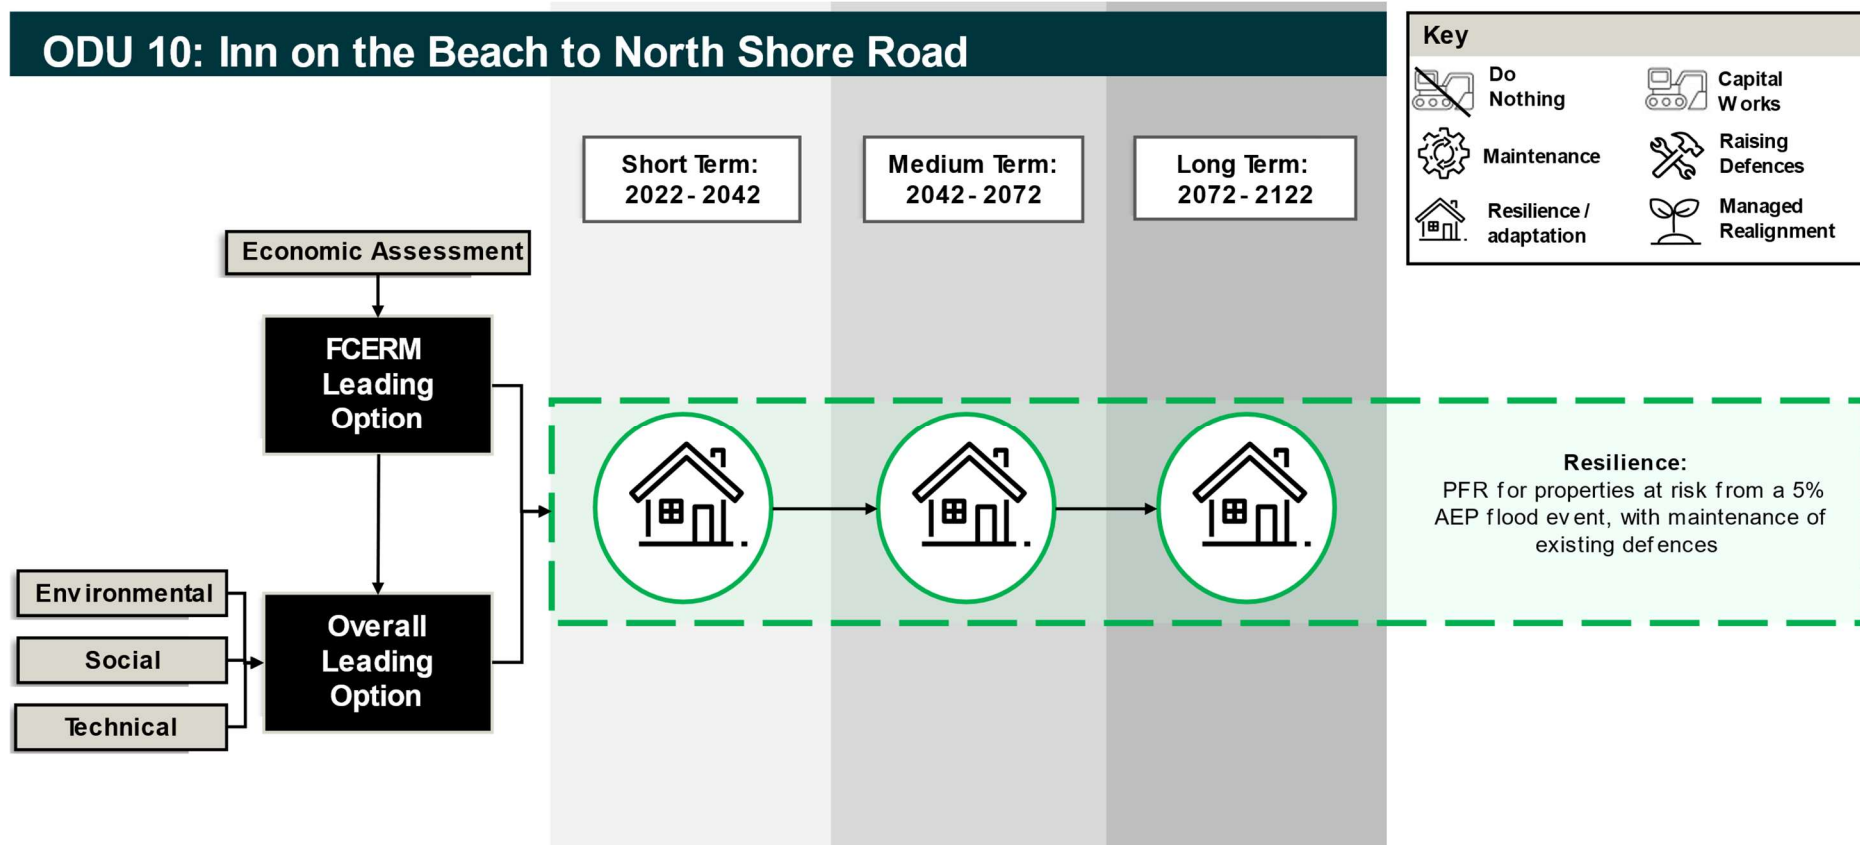 ODU 10: Inn on the Beach to North Shore Road
Key
Do
Nothing
Capital
Works
Maintenance
Raising
Defences
Resilience /
adaptation
Managed
Realignment
Short Term:
2022 - 2042
Medium Term:
2042 - 2072
Long Term:
2072 - 2122
Economic Assessment
FCERM
Leading
Option
Resilience:
PFR for properties at risk from a 5%
AEP flood event, with maintenance of
existing defences
Environmental
Social
Technical
Overall
Leading
Option